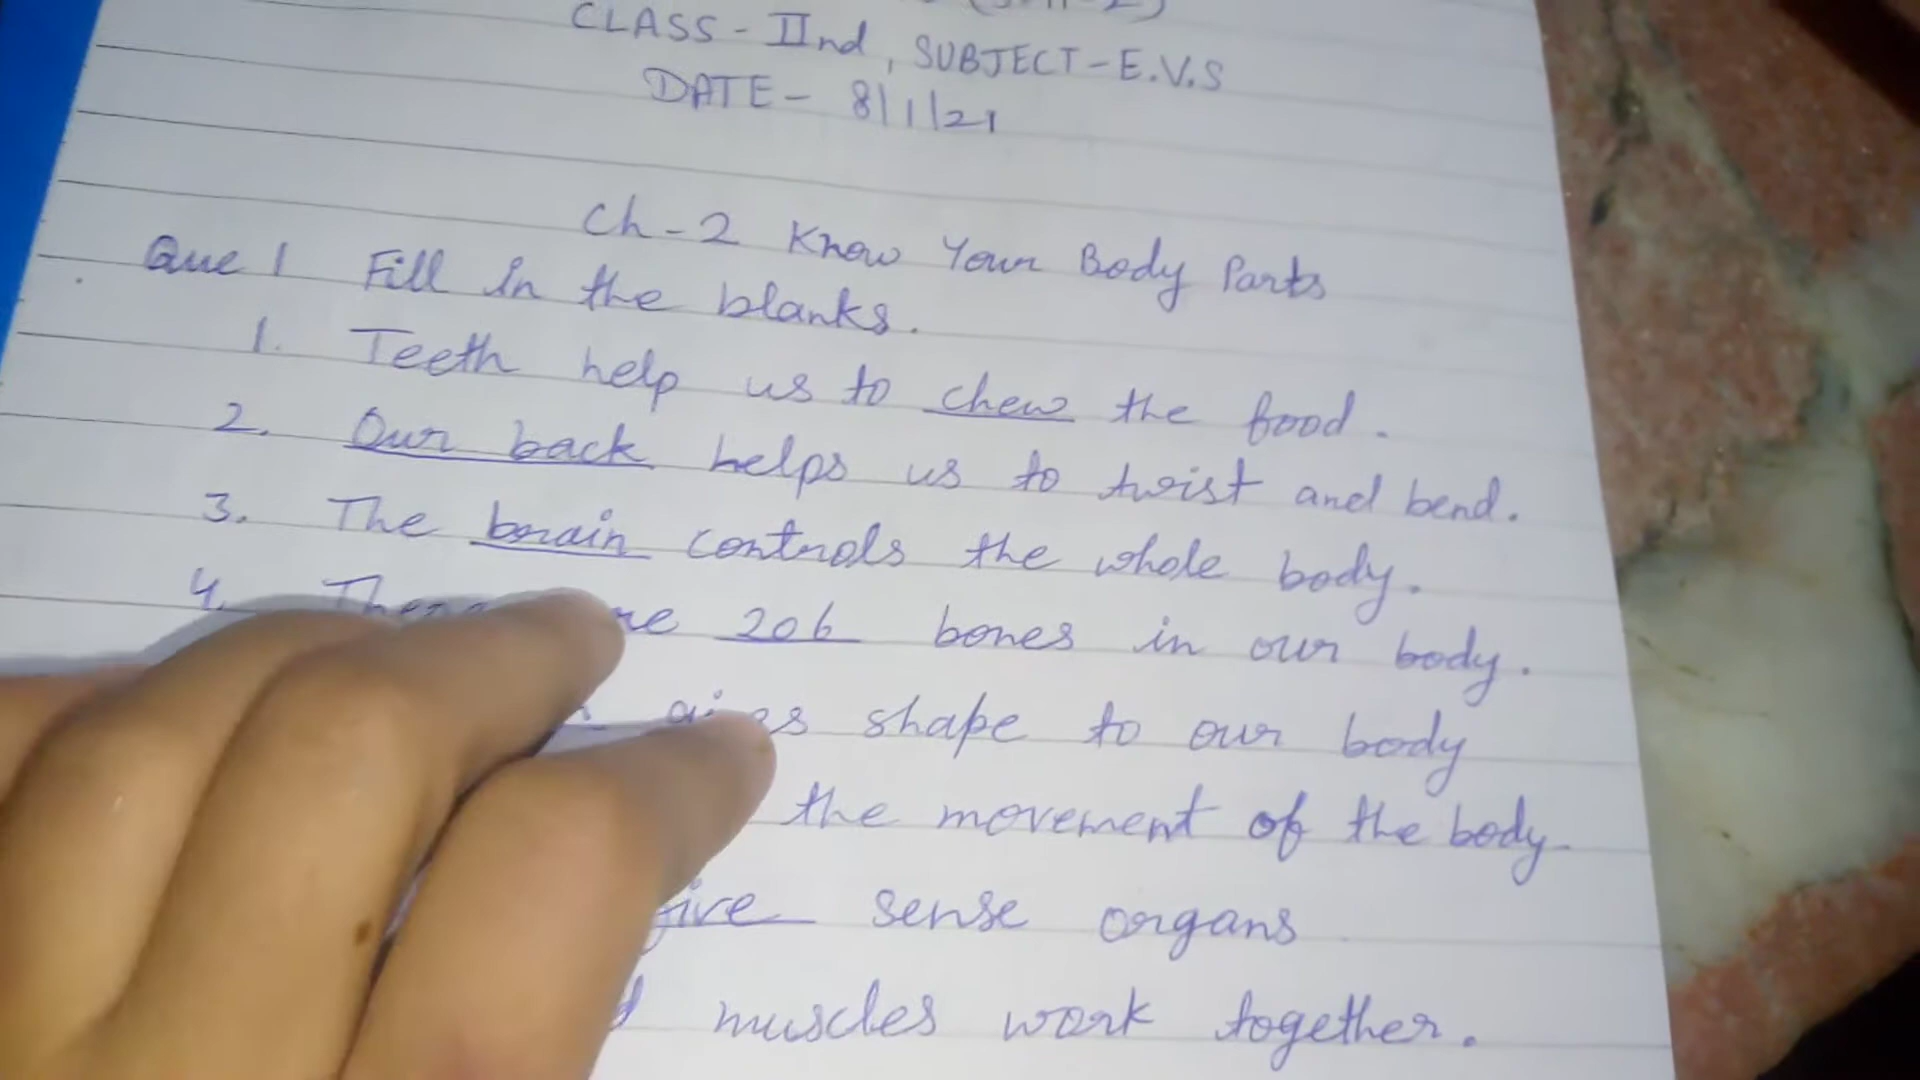 CLASS - IInd, SUBJECT - E.V.S
DATE - 8/1/21
Ch - 2 Know Your Body Parts
Que 1 Fill in the blanks.
1. Teeth help us to chew the food.
2. Our back helps us to twist and bend.
3. The brain controls the whole body.
4. 206 bones in our body.
shape to our body
the movement of the body
five sense organs
muscles work together.